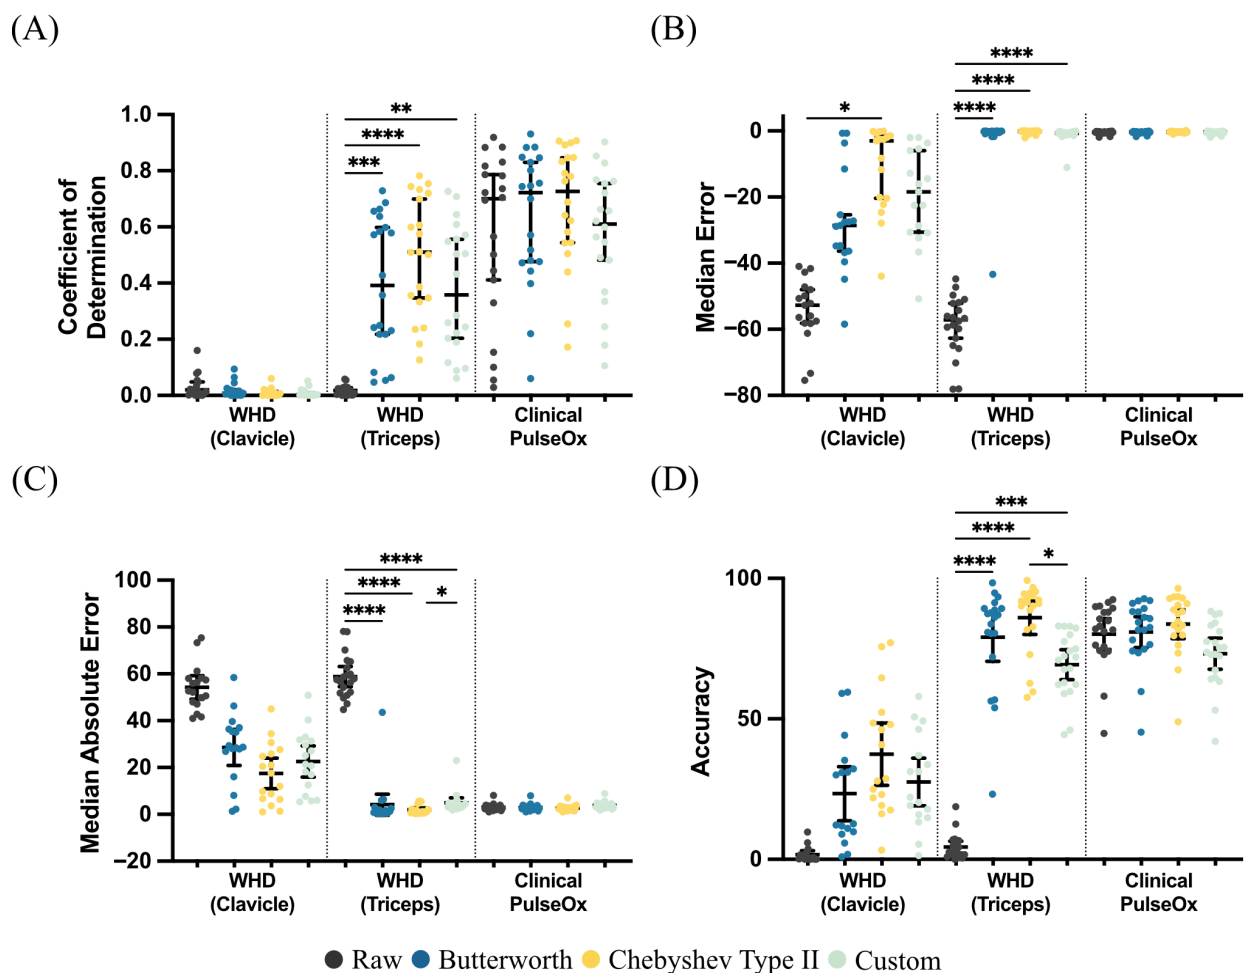 (A)
Coefficient of
Determination
1.0
0.8
0.6
0.4
0.2
0.0
**
****
***
WHD
(Clavicle)
WHD
(Triceps)
Clinical
PulseOx
(B)
Median Error
0
−20
−40
−60
−80
*
****
****
****
WHD
(Clavicle)
WHD
(Triceps)
Clinical
PulseOx
(C)
Median Absolute Error
100
80
60
40
20
0
−20
****
****
*
****
WHD
(Clavicle)
WHD
(Triceps)
Clinical
PulseOx
(D)
Accuracy
100
50
0
***
****
****
*
WHD
(Clavicle)
WHD
(Triceps)
Clinical
PulseOx
Raw Butterworth Chebyshev Type II Custom